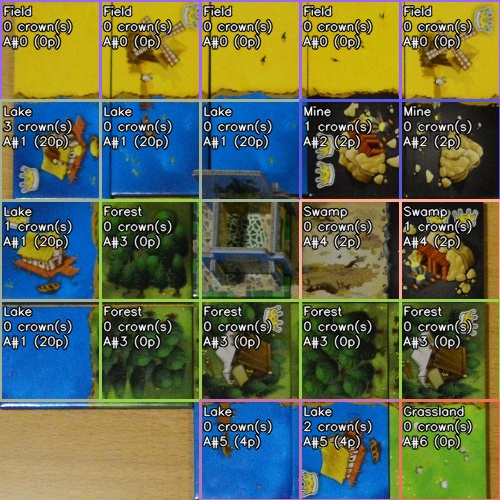 Field
0 crown(s)
A#0 (0p)
Field
0 crown(s)
A#0 (0p)
Field
0 crown(s)
A#0 (0p)
Field
0 crown(s)
A#0 (0p)
Field
0 crown(s)
A#0 (0p)
Lake
3 crown(s)
A#1 (20p)
Lake
0 crown(s)
A#1 (20p)
Lake
0 crown(s)
A#1 (20p)
Mine
1 crown(s)
A#2 (2p)
Mine
0 crown(s)
A#2 (2p)
Lake
1 crown(s)
A#1 (20p)
Forest
0 crown(s)
A#3 (0p)
Swamp
0 crown(s)
A#4 (2p)
Swamp
1 crown(s)
A#4 (2p)
Lake
0 crown(s)
A#1 (20p)
Forest
0 crown(s)
A#3 (0p)
Forest
0 crown(s)
A#3 (0p)
Forest
0 crown(s)
A#3 (0p)
Forest
0 crown(s)
A#3 (0p)
Lake
0 crown(s)
A#5 (4p)
Lake
2 crown(s)
A#5 (4p)
Grassland
0 crown(s)
A#6 (0p)